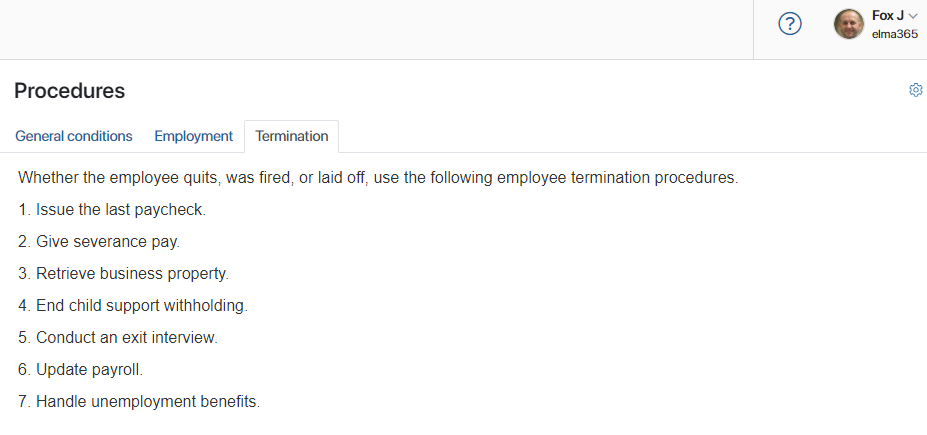 ?
Fox J
elma365
Procedures
General conditions Employment Termination
Whether the employee quits, was fired, or laid off, use the following employee termination procedures.
1. Issue the last paycheck.
2. Give severance pay.
3. Retrieve business property.
4. End child support withholding.
5. Conduct an exit interview.
6. Update payroll.
7. Handle unemployment benefits.